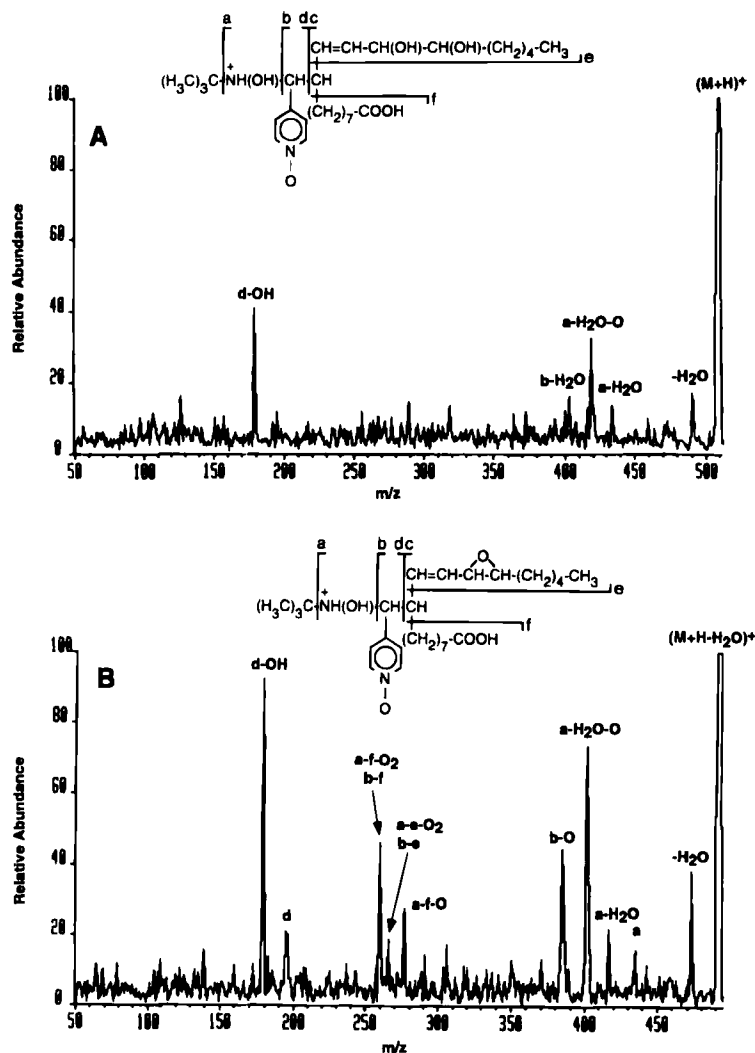 a b dc
CH=CH-CH(OH)-CH(OH)-(CH2)4-CH3
e
(H3C)3C-NH(OH)-CH-CH
+
f
(CH2)7-COOH
N
O
A
(M+H)+
d-OH
a-H2O-O
b-H2O
a-H2O
-H2O
Relative Abundance
100
80
60
40
20
0
50 100 150 200 250 300 350 400 450 500
m/z
a b dc
O
CH=CH-CH-CH-(CH2)4-CH3
e
(H3C)3C-NH(OH)-CH-CH
+
f
(CH2)7-COOH
N
O
B
(M+H-H2O)+
d-OH
a-H2O-O
a-f-O2
b-f
a-e-O2
b-e
b-O
-H2O
d
a-f-O
a-H2O
a
Relative Abundance
100
80
60
40
20
0
50 100 150 200 250 300 350 400 450
m/z